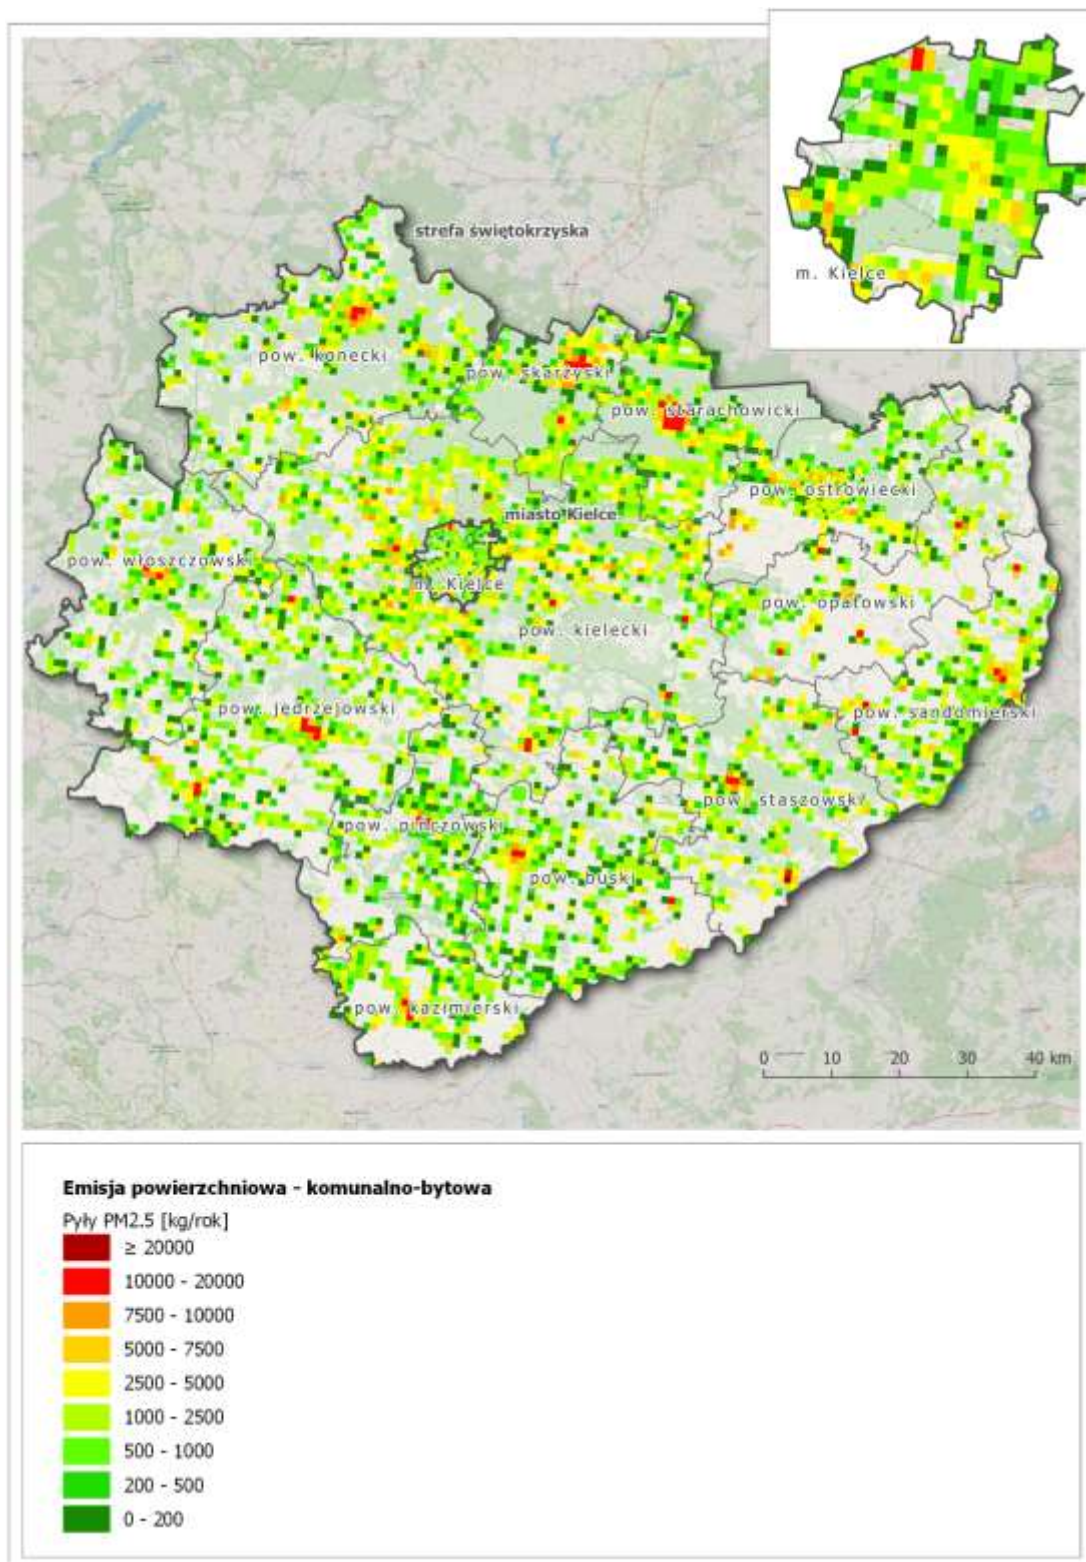 m. Kielce
strefa świętokrzyska
pow. konecki
pow. skarżyski
pow. starachowicki
pow. ostrowiecki
miasto Kielce
pow. włoszczowski
m. Kielce
pow. opatowski
pow. kielecki
pow. jędrzejowski
pow. sandomierski
pow. staszowski
pow. pińczowski
pow. buski
pow. kazimierski
0 10 20 30 40 km
Emisja powierzchniowa - komunalno-bytowa
Pyły PM2.5 [kg/rok]
≥ 20000
10000 - 20000
7500 - 10000
5000 - 7500
2500 - 5000
1000 - 2500
500 - 1000
200 - 500
0 - 200